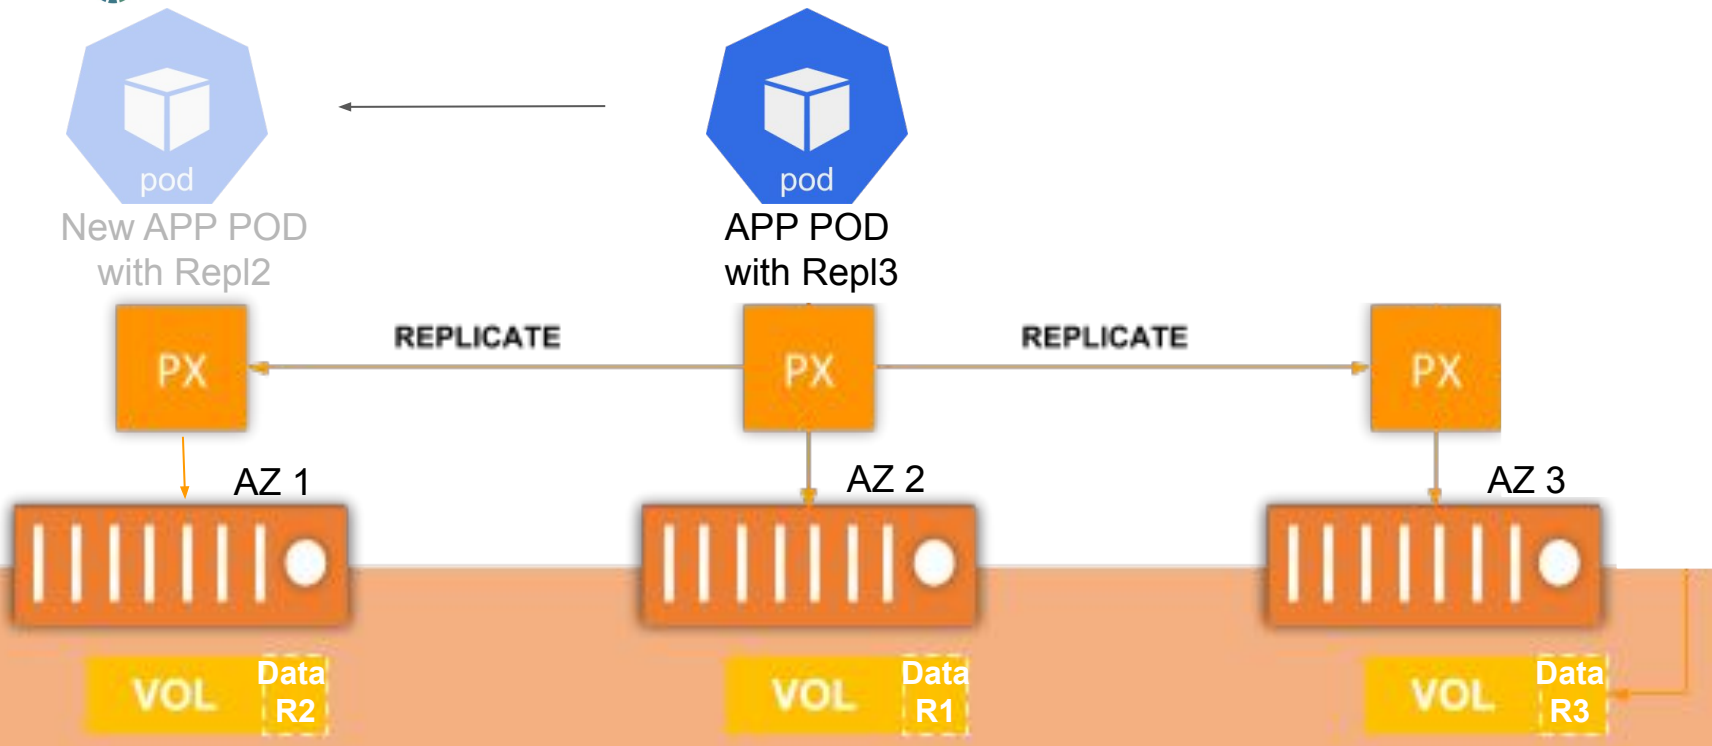 pod
pod
New APP POD
with Repl2
APP POD
with Repl3
REPLICATE
REPLICATE
PX
PX
PX
AZ 1
AZ 2
AZ 3
VOL
Data
R2
VOL
Data
R1
VOL
Data
R3